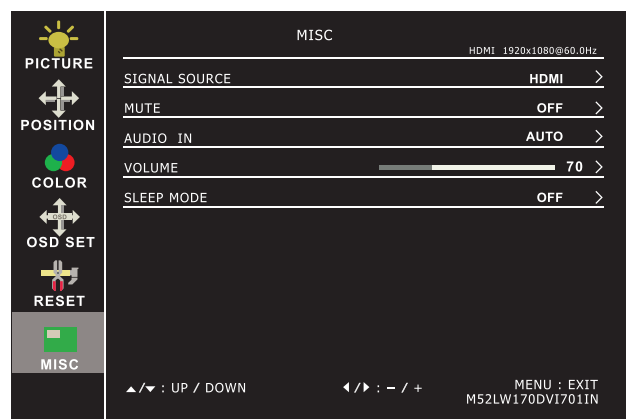 MISC
HDMI 1920x1080@60.0Hz
PICTURE
POSITION
COLOR
OSD
OSD SET
RESET
MISC
SIGNAL SOURCE HDMI >
MUTE OFF >
AUDIO IN AUTO >
VOLUME 70 >
SLEEP MODE OFF >
▲/▼ : UP / DOWN ◀/▶ : − / + MENU : EXIT
M52LW170DVI701IN